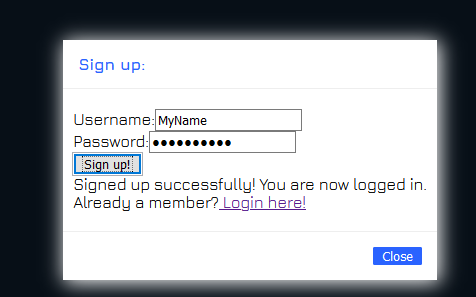 Sign up:
Username: MyName
Password: ●●●●●●●●●●
Sign up!
Signed up successfully! You are now logged in.
Already a member? Login here!
Close